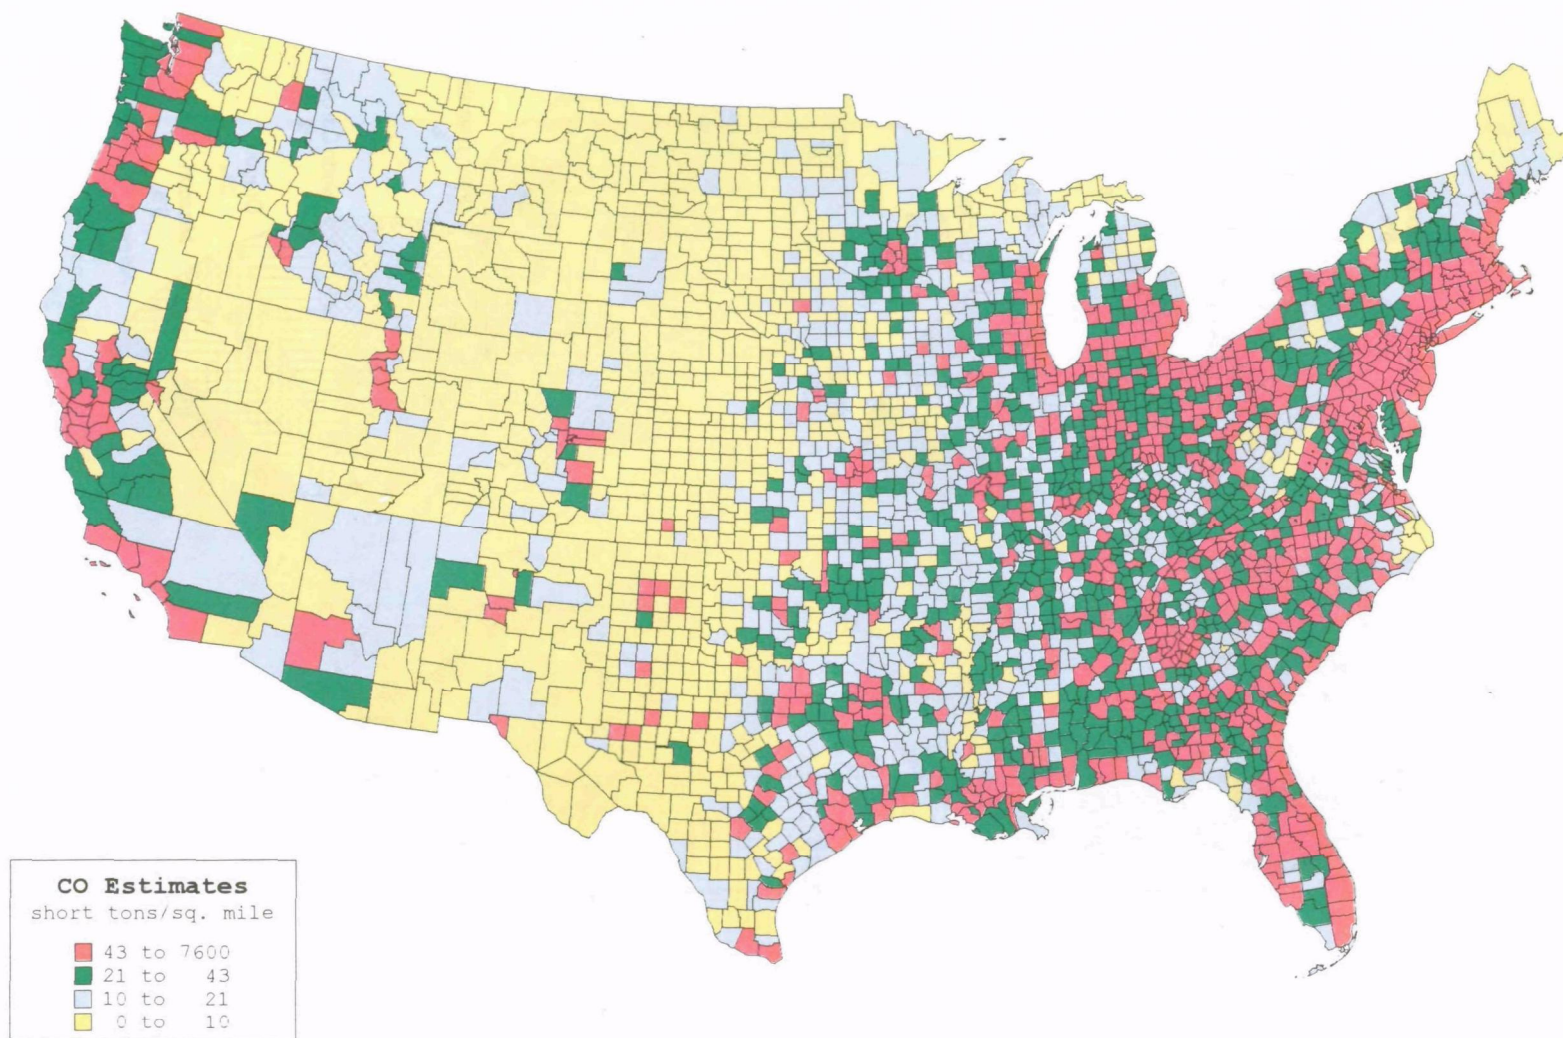 CO Estimates
short tons/sq. mile
43 to 7600
21 to 43
10 to 21
0 to 10